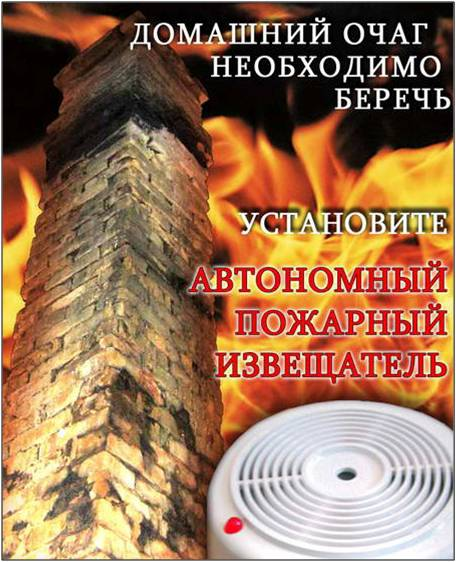 ДОМАШНИЙ ОЧАГ
НЕОБХОДИМО
БЕРЕЧЬ
УСТАНОВИТЕ
АВТОНОМНЫЙ
ПОЖАРНЫЙ
ИЗВЕЩАТЕЛЬ